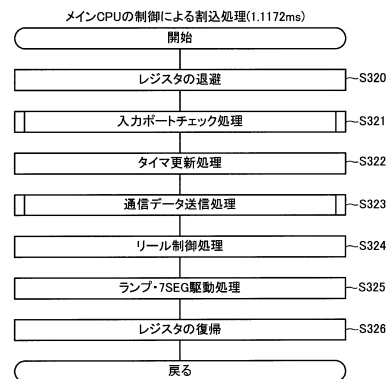 メインCPUの制御による割込処理(1.1172ms)
開始
レジスタの退避 S320
入力ポートチェック処理 S321
タイマ更新処理 S322
通信データ送信処理 S323
リール制御処理 S324
ランプ・7SEG駆動処理 S325
レジスタの復帰 S326
戻る